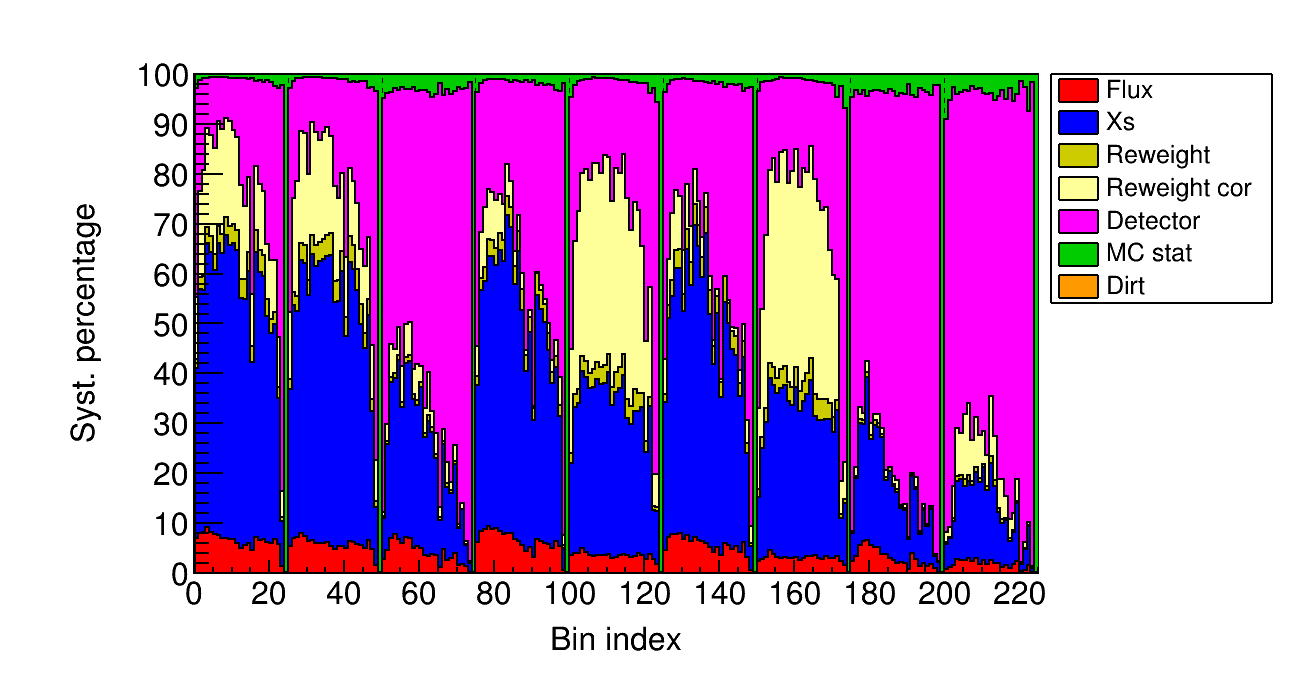 Syst. percentage
100
90
80
70
60
50
40
30
20
10
0
0 20 40 60 80 100 120 140 160 180 200 220
Bin index
Flux
Xs
Reweight
Reweight cor
Detector
MC stat
Dirt